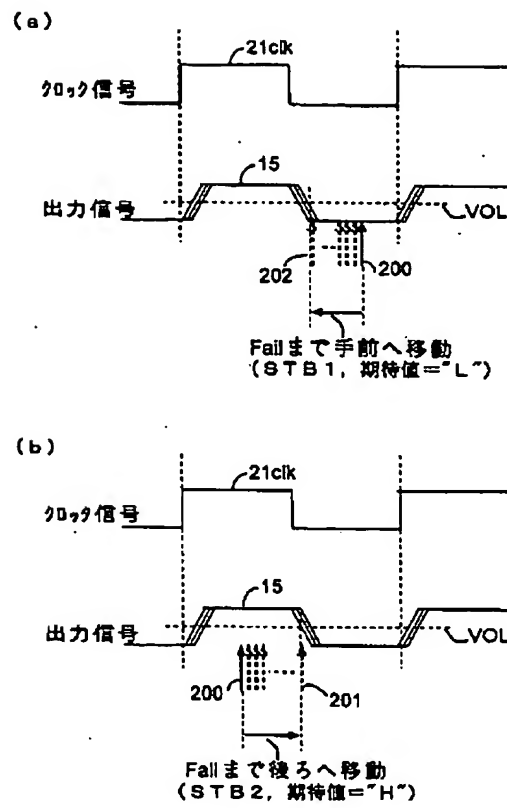 (a)
21clk
クロック信号
15
出力信号
VOL
202
200
Failまで手前へ移動
(STB1, 期待値="L")
(b)
21clk
クロック信号
15
出力信号
VOL
200
201
Failまで後ろへ移動
(STB2, 期待値="H")